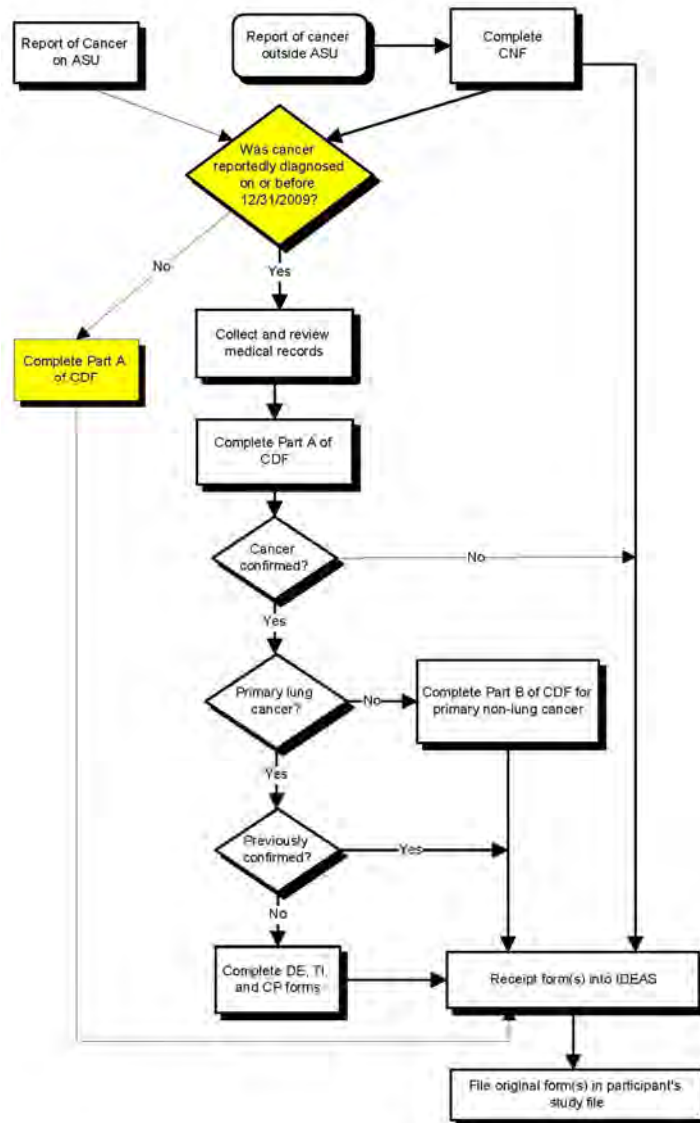 Report of Cancer
on ASU
Report of cancer
outside ASU
Complete
CNF
Was cancer
reportedly diagnosed
on or before
12/31/2009?
No
Yes
Collect and review
medical records
Complete Part A
of CDF
Complete Part A of
CDF
Cancer
confirmed?
No
Yes
Primary lung
cancer?
No
Complete Part B of CDF for
primary non-lung cancer
Yes
Previously
confirmed?
Yes
No
Complete DE, TI,
and CP forms
Receipt form(s) into IDEAS
File original form(s) in participant's
study file